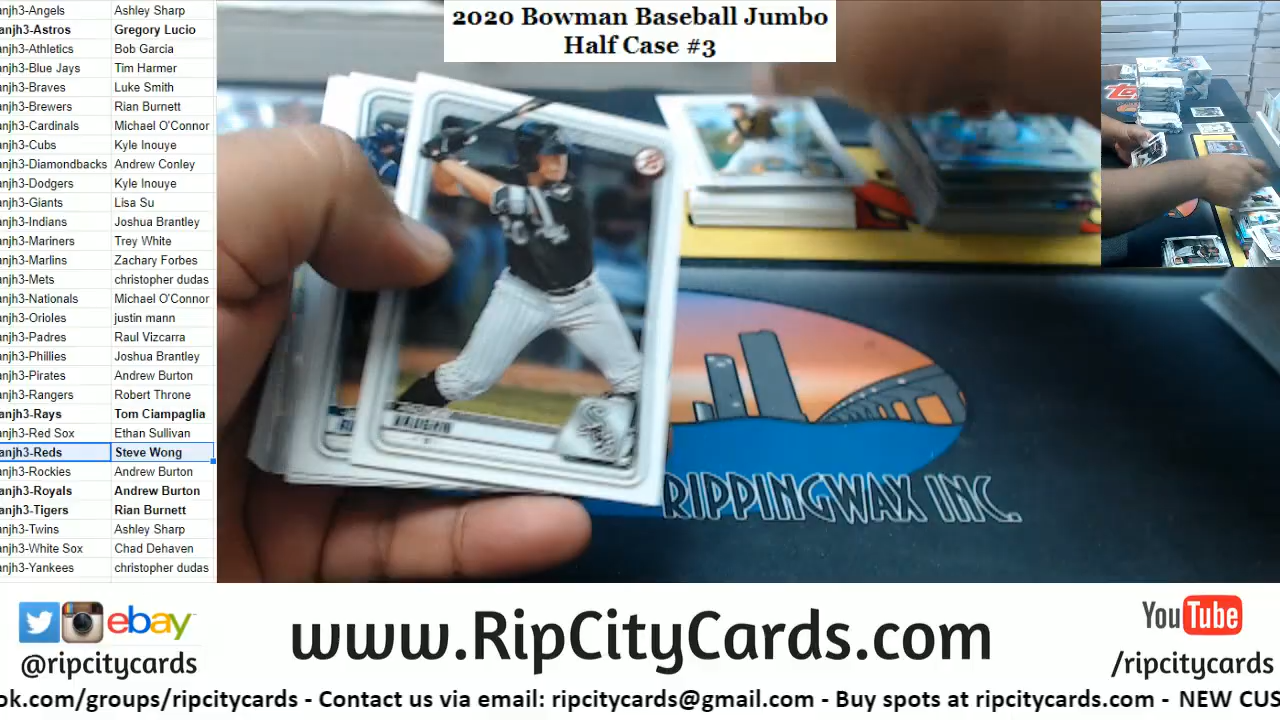 2020 Bowman Baseball Jumbo
Half Case #3
anjh3-Angels Ashley Sharp
anjh3-Astros Gregory Lucio
anjh3-Athletics Bob Garcia
anjh3-Blue Jays Tim Harmer
anjh3-Braves Luke Smith
anjh3-Brewers Rian Burnett
anjh3-Cardinals Michael O'Connor
anjh3-Cubs Kyle Inouye
anjh3-Diamondbacks Andrew Conley
anjh3-Dodgers Kyle Inouye
anjh3-Giants Lisa Su
anjh3-Indians Joshua Brantley
anjh3-Mariners Trey White
anjh3-Marlins Zachary Forbes
anjh3-Mets christopher dudas
anjh3-Nationals Michael O'Connor
anjh3-Orioles justin mann
anjh3-Padres Raul Vizcarra
anjh3-Phillies Joshua Brantley
anjh3-Pirates Andrew Burton
anjh3-Rangers Robert Throne
anjh3-Rays Tom Ciampaglia
anjh3-Red Sox Ethan Sullivan
anjh3-Reds Steve Wong
anjh3-Rockies Andrew Burton
anjh3-Royals Andrew Burton
anjh3-Tigers Rian Burnett
anjh3-Twins Ashley Sharp
anjh3-White Sox Chad Dehaven
anjh3-Yankees christopher dudas
Sox
RIPPINGWAX INC.
ebay
@ripcitycards
www.RipCityCards.com
YouTube
/ripcitycards
ok.com/groups/ripcitycards - Contact us via email: ripcitycards@gmail.com - Buy spots at ripcitycards.com - NEW CUS